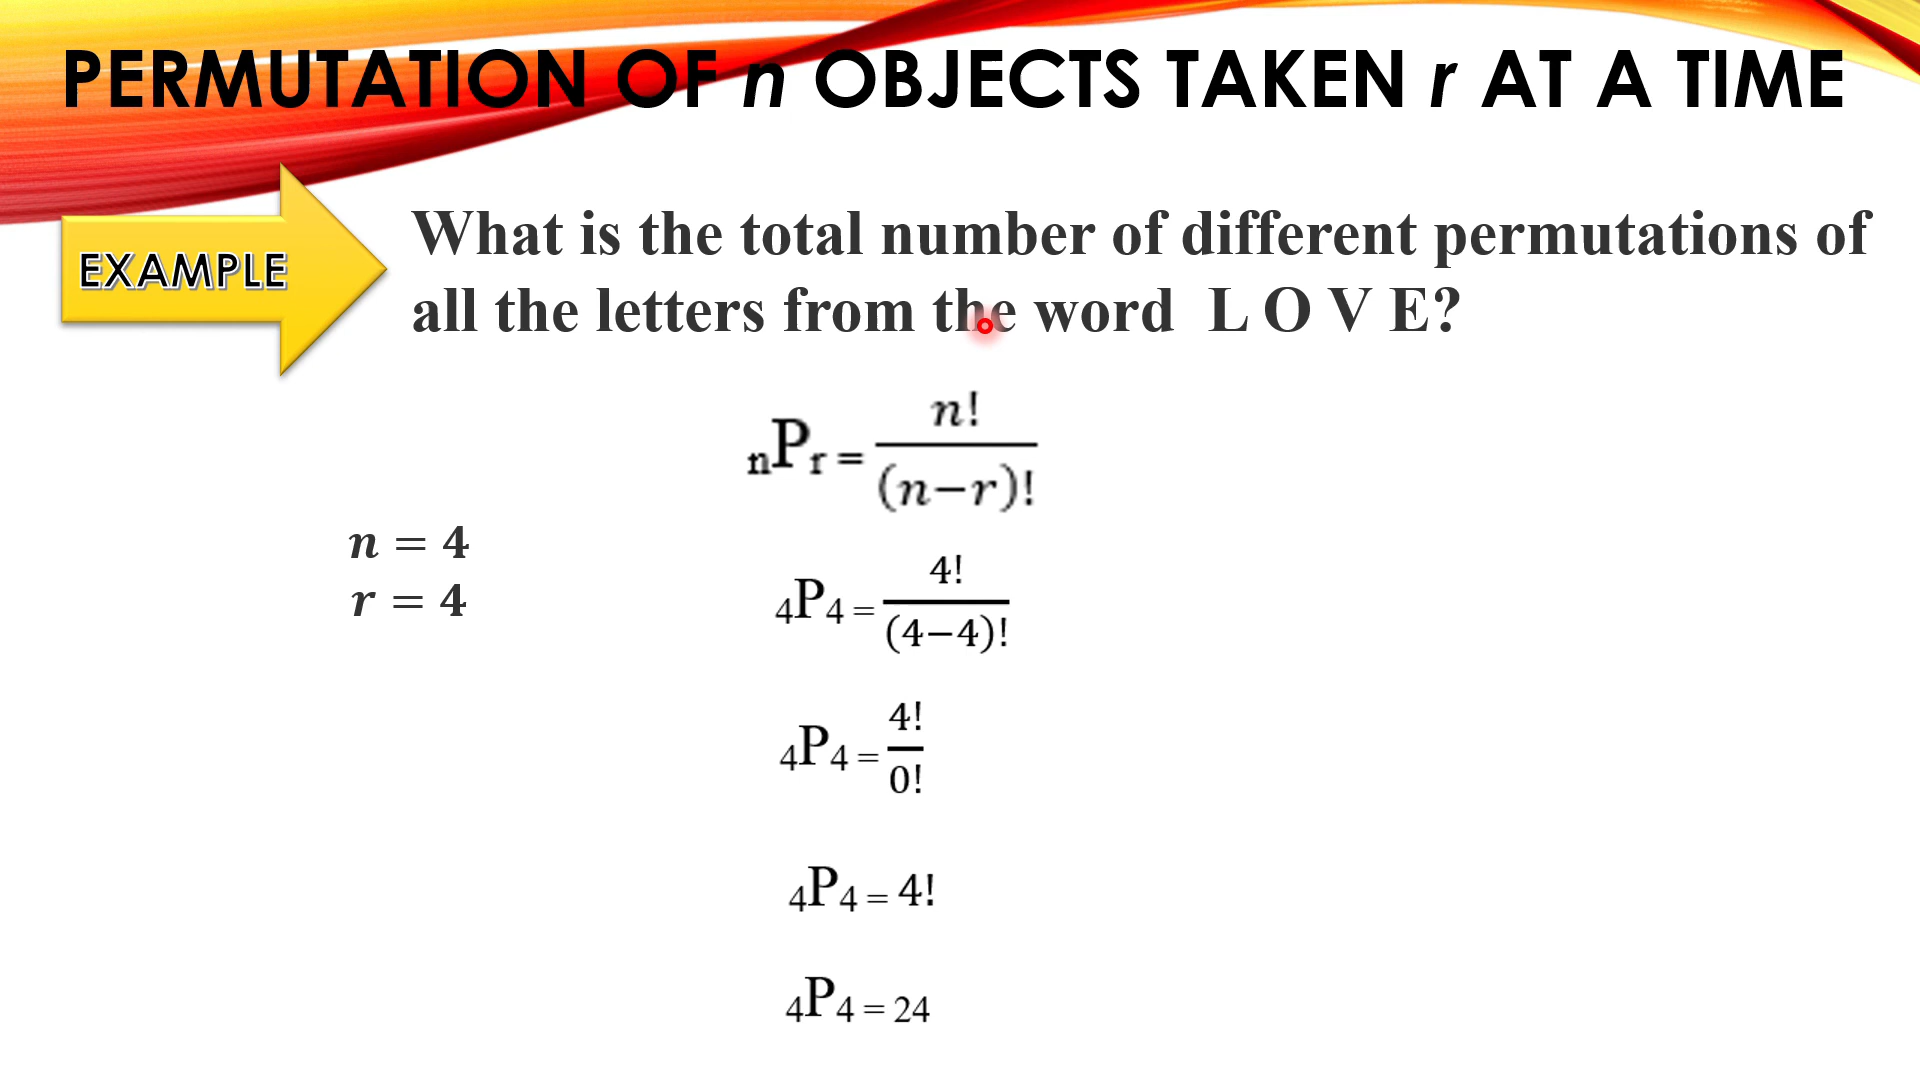 PERMUTATION OF n OBJECTS TAKEN r AT A TIME
EXAMPLE
What is the total number of different permutations of
all the letters from the word L O V E?
nPr = n!/(n−r)!
n = 4
r = 4
4P4 = 4!/(4−4)!
4P4 = 4!/0!
4P4 = 4!
4P4 = 24